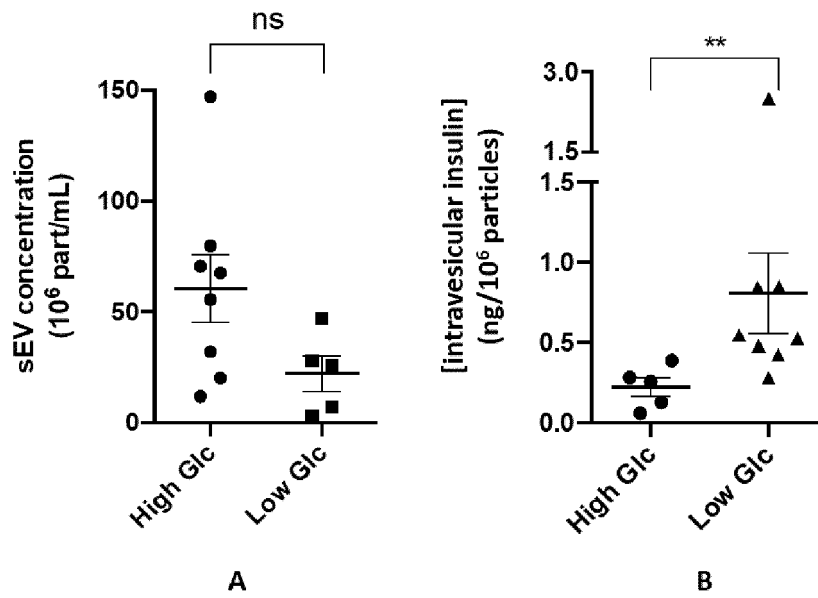 ns
150
100
50
0
sEV concentration
(10⁶ part/mL)
High Glc
Low Glc
A
**
3.0
1.5
1.5
1.0
0.5
0.0
[intravesicular insulin]
(ng/10⁶ particles)
High Glc
Low Glc
B